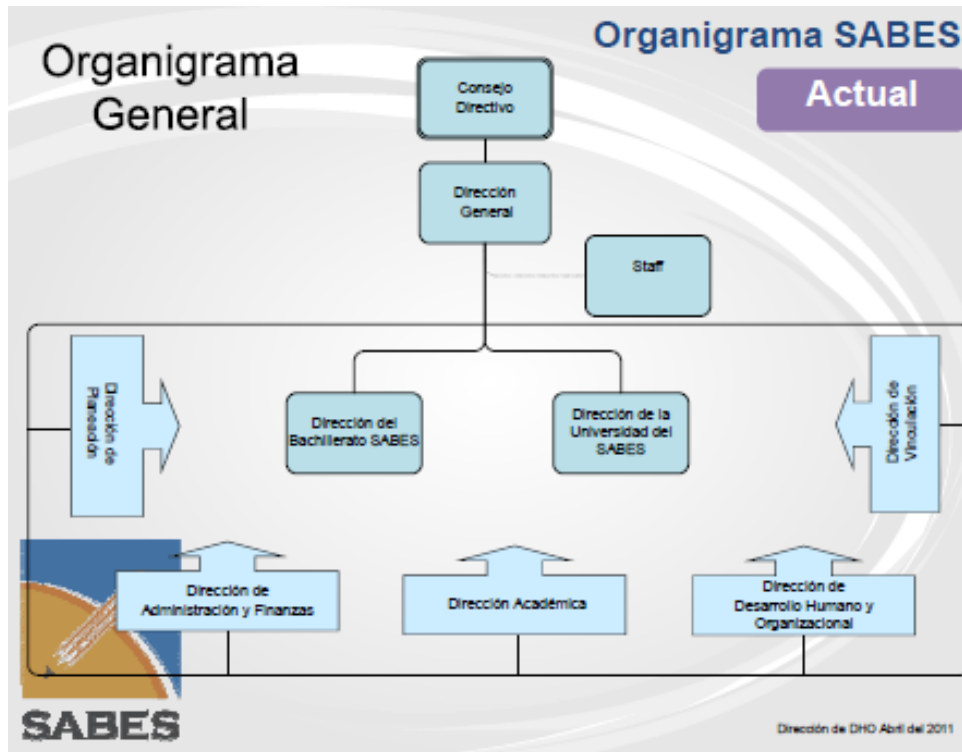 Organigrama SABES
Organigrama
General
Actual
Consejo
Directivo
Dirección
General
Staff
Dirección de
Planeación
Dirección del
Bachillerato SABES
Dirección de la
Universidad del
SABES
Dirección de
Vinculación
Dirección de
Administración y Finanzas
Dirección Académica
Dirección de
Desarrollo Humano y
Organizacional
SABES
Dirección de DHO Abril del 2011